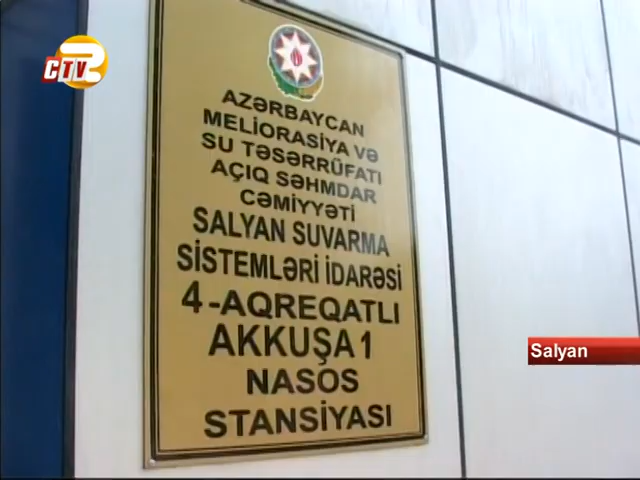 CTV
AZƏRBAYCAN
MELİORASİYA VƏ
SU TƏSƏRRÜFATI
AÇIQ SƏHMDAR
CƏMİYYƏTİ
SALYAN SUVARMA
SİSTEMLƏRİ İDARƏSİ
4-AQREQATLI
AKKUŞA 1
NASOS
STANSİYASI
Salyan